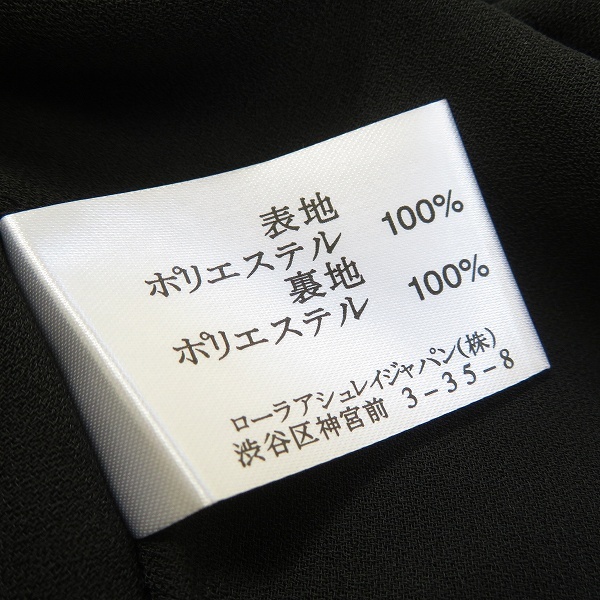 表地
ポリエステル 100%
裏地
ポリエステル 100%
ローラアシュレイジャパン(株)
渋谷区神宮前 3-35-8